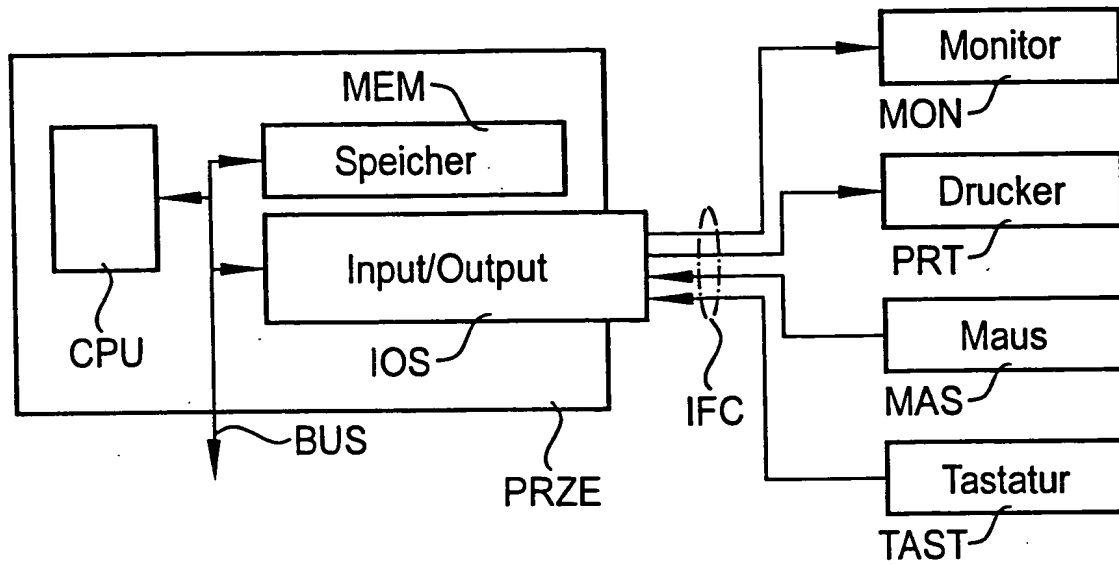 Monitor
MON
MEM
Speicher
Drucker
PRT
Input/Output
CPU
IOS
IFC
Maus
MAS
BUS
PRZE
Tastatur
TAST